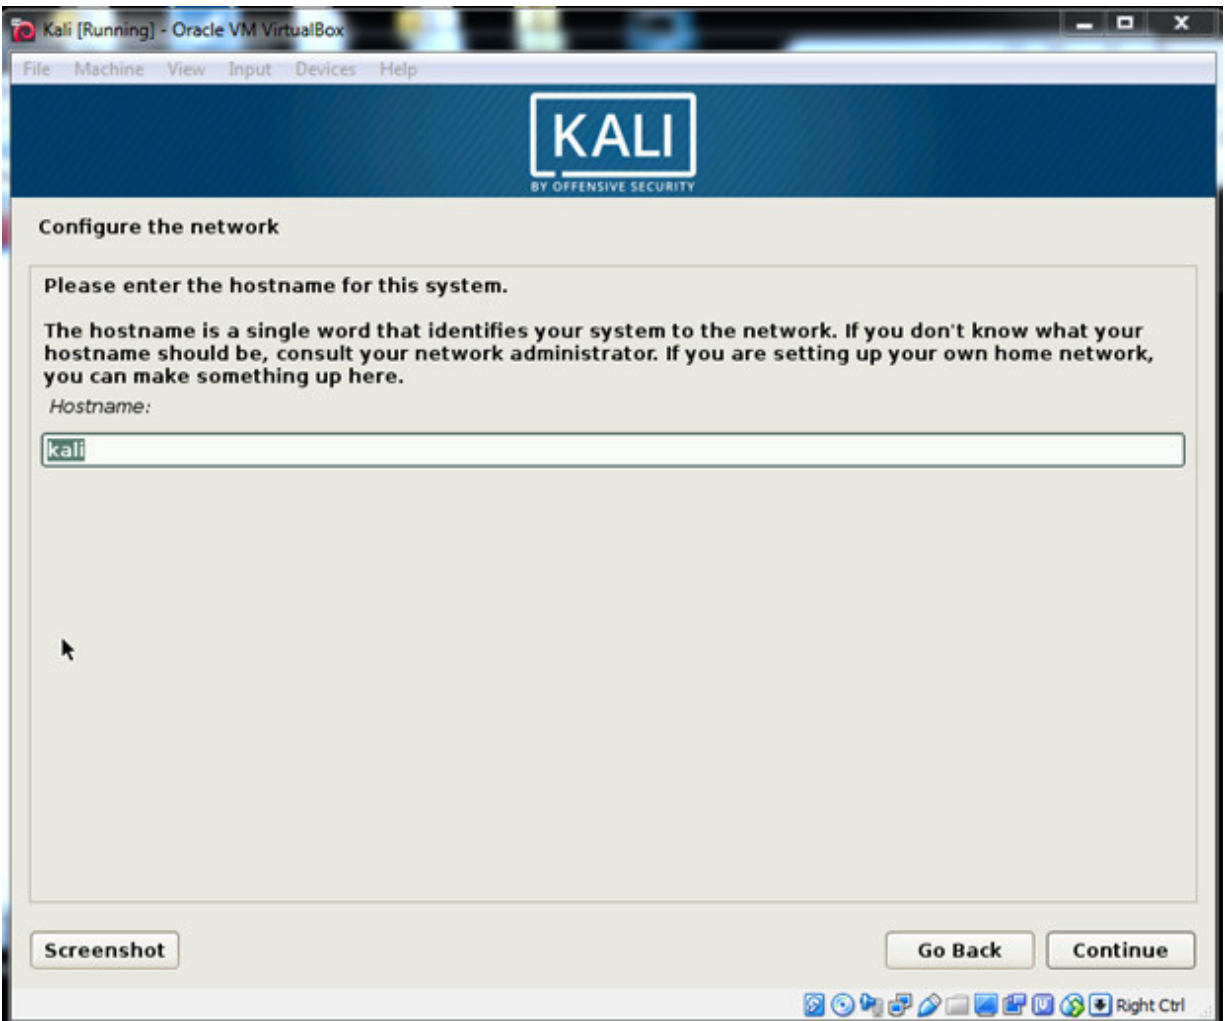 Kali [Running] - Oracle VM VirtualBox
File Machine View Input Devices Help
KALI
BY OFFENSIVE SECURITY
Configure the network
Please enter the hostname for this system.
The hostname is a single word that identifies your system to the network. If you don't know what your
hostname should be, consult your network administrator. If you are setting up your own home network,
you can make something up here.
Hostname:
kali
Screenshot Go Back Continue
Right Ctrl